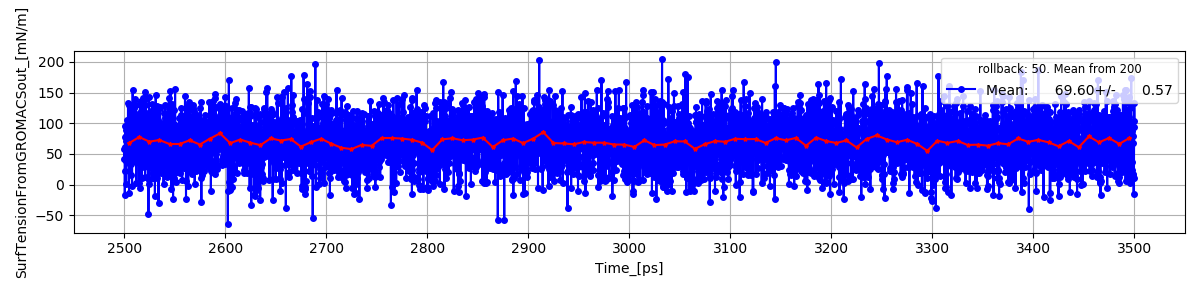 SurfTensionFromGROMACSout_[mN/m]
200
150
100
50
0
−50
rollback: 50. Mean from 200
Mean: 69.60+/- 0.57
2500 2600 2700 2800 2900 3000 3100 3200 3300 3400 3500
Time_[ps]